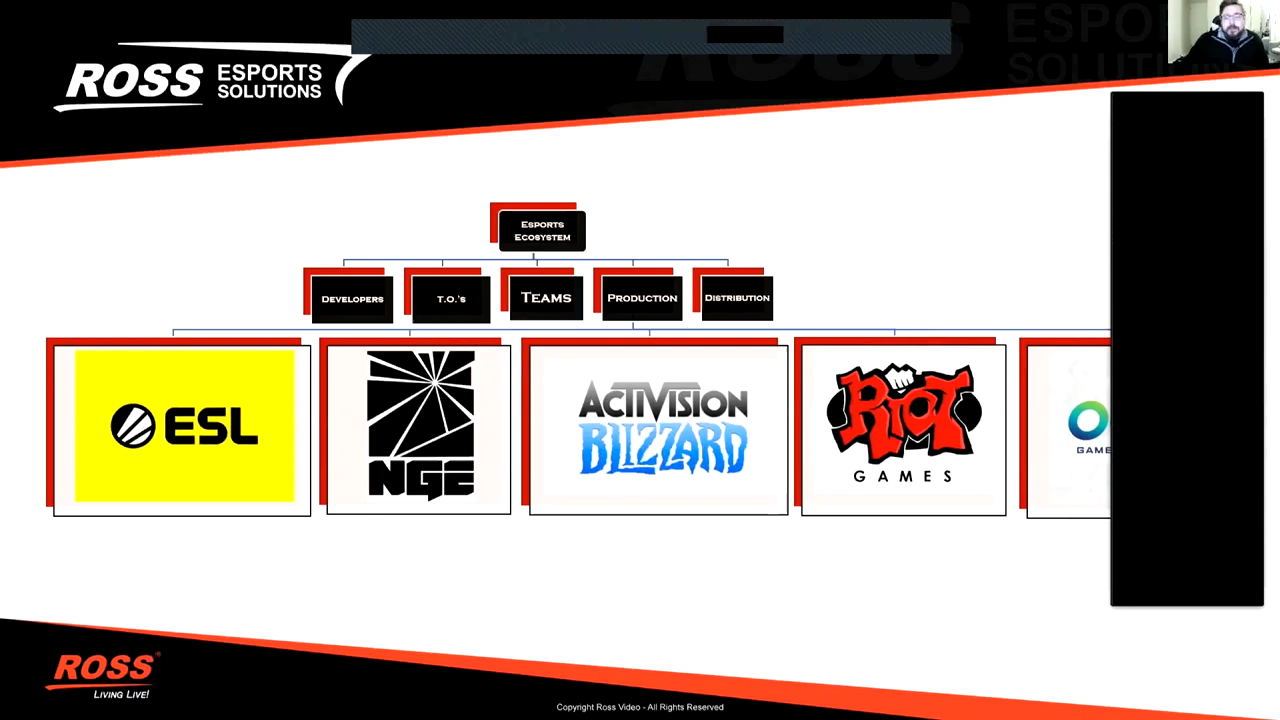 ROSS ESPORTS
SOLUTIONS
Esports
Ecosystem
Developers
T.O.'s
Teams
Production
Distribution
ESL
NGE
ACTIVISION
BLIZZARD
RIOT
GAMES
GAME
ROSS®
LIVING LIVE!
Copyright Ross Video - All Rights Reserved